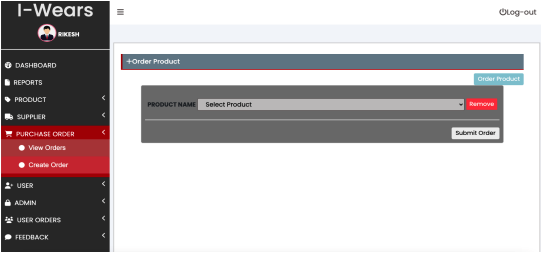 I-Wears
Log-out
RIKESH
+Order Product
DASHBOARD
Order Product
REPORTS
PRODUCT
PRODUCT NAME Select Product Remove
SUPPLIER
PURCHASE ORDER
Submit Order
View Orders
Create Order
USER
ADMIN
USER ORDERS
FEEDBACK